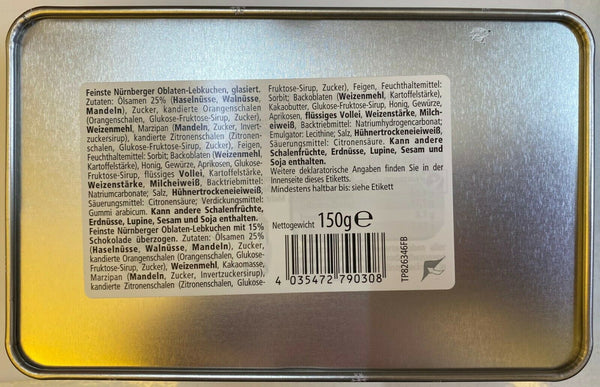 Feinste Nürnberger Oblaten-Lebkuchen, glasiert.
Zutaten: Ölsamen 25% (Haselnüsse, Walnüsse,
Mandeln), Zucker, kandierte Orangenschalen
(Orangenschalen, Glukose-Fruktose-Sirup, Zucker),
Weizenmehl, Marzipan (Mandeln, Zucker, Invert-
zuckersirup), kandierte Zitronenschalen (Zitronen-
schalen, Glukose-Fruktose-Sirup, Zucker), Feigen,
Feuchthaltemittel: Sorbit; Backoblaten (Weizenmehl,
Kartoffelstärke), Honig, Gewürze, Aprikosen, Glukose-
Fruktose-Sirup, flüssiges Vollei, Kartoffelstärke,
Weizenstärke, Milcheiweiß, Backtriebmittel:
Natriumcarbonate; Salz, Hühnertrockeneiweiß,
Säuerungsmittel: Citronensäure; Verdickungsmittel:
Gummi arabicum. Kann andere Schalenfrüchte,
Erdnüsse, Lupine, Sesam und Soja enthalten.
Feinste Nürnberger Oblaten-Lebkuchen mit 15%
Schokolade überzogen. Zutaten: Ölsamen 25%
(Haselnüsse, Walnüsse, Mandeln), Zucker,
kandierte Orangenschalen (Orangenschalen, Glukose-
Fruktose-Sirup, Zucker), Weizenmehl, Kakaomasse,
Marzipan (Mandeln, Zucker, Invertzuckersirup),
kandierte Zitronenschalen (Zitronenschalen, Glukose-
Fruktose-Sirup, Zucker), Feigen, Feuchthaltemittel:
Sorbit; Backoblaten (Weizenmehl, Kartoffelstärke),
Kakaobutter, Glukose-Fruktose-Sirup, Honig, Gewürze,
Aprikosen, flüssiges Vollei, Weizenstärke, Milch-
eiweiß, Backtriebmittel: Natriumhydrogencarbonat;
Emulgator: Lecithine; Salz, Hühnertrockeneiweiß,
Säuerungsmittel: Citronensäure. Kann andere
Schalenfrüchte, Erdnüsse, Lupine, Sesam und
Soja enthalten.
Weitere deklaratorische Angaben finden Sie in der
Innenseite dieses Etiketts.
Mindestens haltbar bis: siehe Etikett
Nettogewicht 150g℮
4 035472 790308
TP826346FB